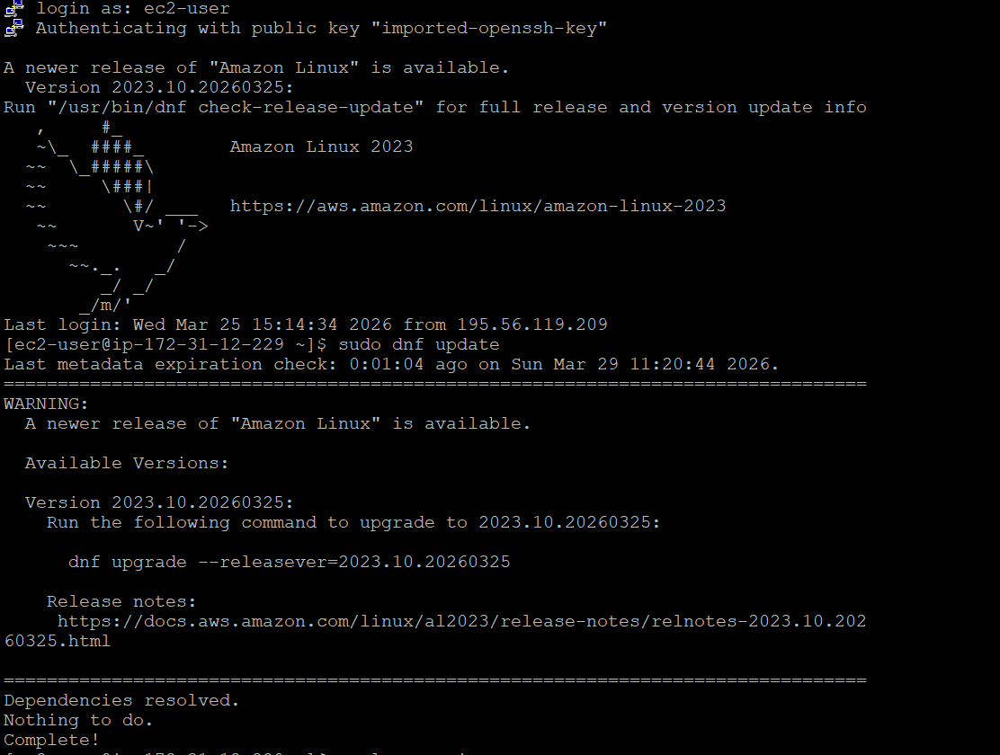 login as: ec2-user
Authenticating with public key "imported-openssh-key"
A newer release of "Amazon Linux" is available.
  Version 2023.10.20260325:
Run "/usr/bin/dnf check-release-update" for full release and version update info
   ,     #_
   ~\_  ####_        Amazon Linux 2023
  ~~  \_#####\
  ~~     \###|
  ~~       \#/ ___   https://aws.amazon.com/linux/amazon-linux-2023
   ~~       V~' '->
    ~~~         /
      ~~._.   _/
         _/ _/
       _/m/'
Last login: Wed Mar 25 15:14:34 2026 from 195.56.119.209
[ec2-user@ip-172-31-12-229 ~]$ sudo dnf update
Last metadata expiration check: 0:01:04 ago on Sun Mar 29 11:20:44 2026.
================================================================================
WARNING:
  A newer release of "Amazon Linux" is available.
  Available Versions:
  Version 2023.10.20260325:
    Run the following command to upgrade to 2023.10.20260325:
      dnf upgrade --releasever=2023.10.20260325
    Release notes:
     https://docs.aws.amazon.com/linux/al2023/release-notes/relnotes-2023.10.202
60325.html
================================================================================
Dependencies resolved.
Nothing to do.
Complete!